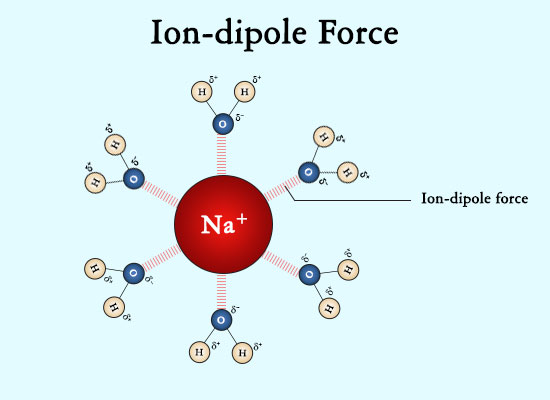 Ion-dipole Force
δ+ δ+
H H
O δ-
δ+
H
δ+ δ-
H O
H δ+
O H δ+
δ-
Ion-dipole force
Na+
H O
δ+ δ-
H δ+
δ- δ+
O H
δ+
H
δ-
O
δ+ δ+
H H